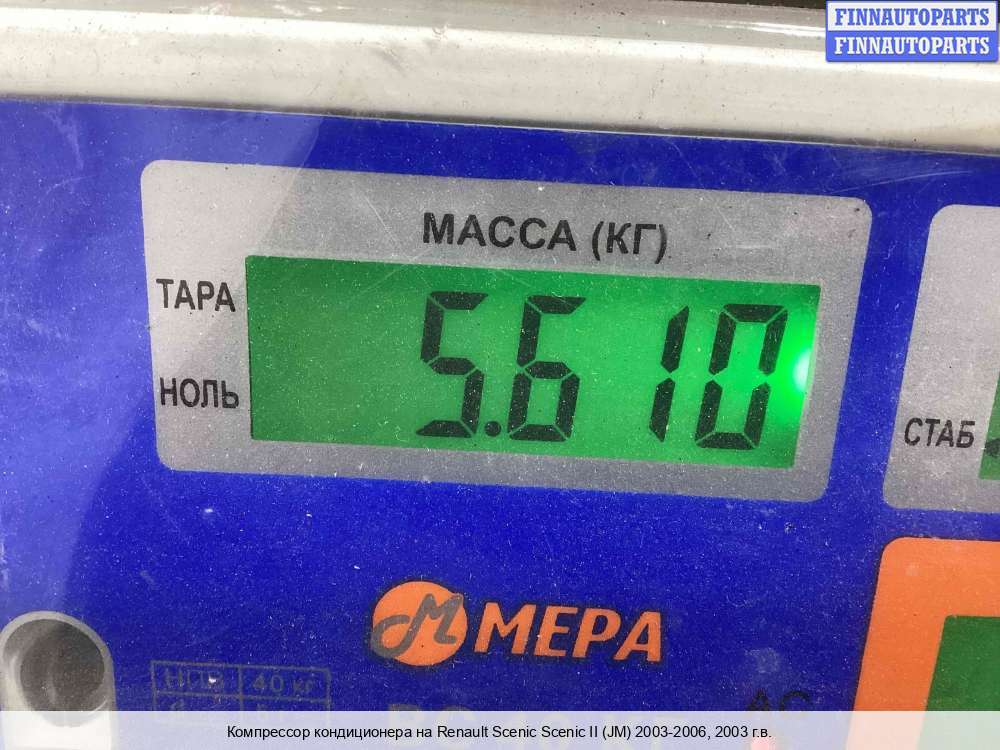 FINNAUTOPARTS
FINNAUTOPARTS
МАССА (КГ)
ТАРА
5.610
НОЛЬ
СТАБ
МЕРА
40 кг
Компрессор кондиционера на Renault Scenic Scenic II (JM) 2003-2006, 2003 г.в.